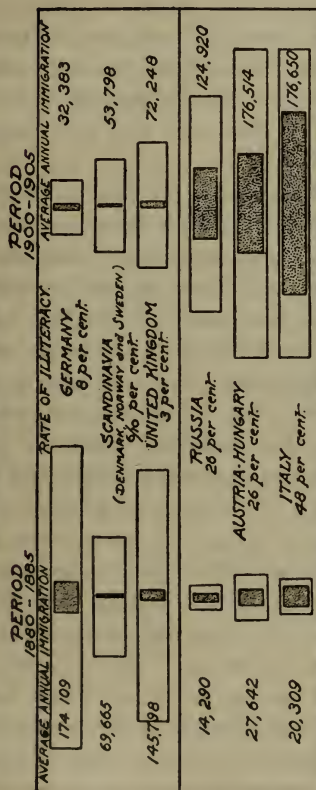 PERIOD
1880-1885
PERIOD
1900-1905
AVERAGE ANNUAL IMMIGRATION
RATE OF ILLITERACY.
AVERAGE ANNUAL IMMIGRATION
174 109
GERMANY
8 per cent.
32,383
69,665
SCANDINAVIA
(DENMARK, NORWAY and SWEDEN)
6/10 per cent.
53,798
145,798
UNITED KINGDOM
3 per cent.
72,248
14,290
RUSSIA
26 per cent.
124,920
27,642
AUSTRIA-HUNGARY
26 per cent.
176,514
20,309
ITALY
48 per cent.
176,650